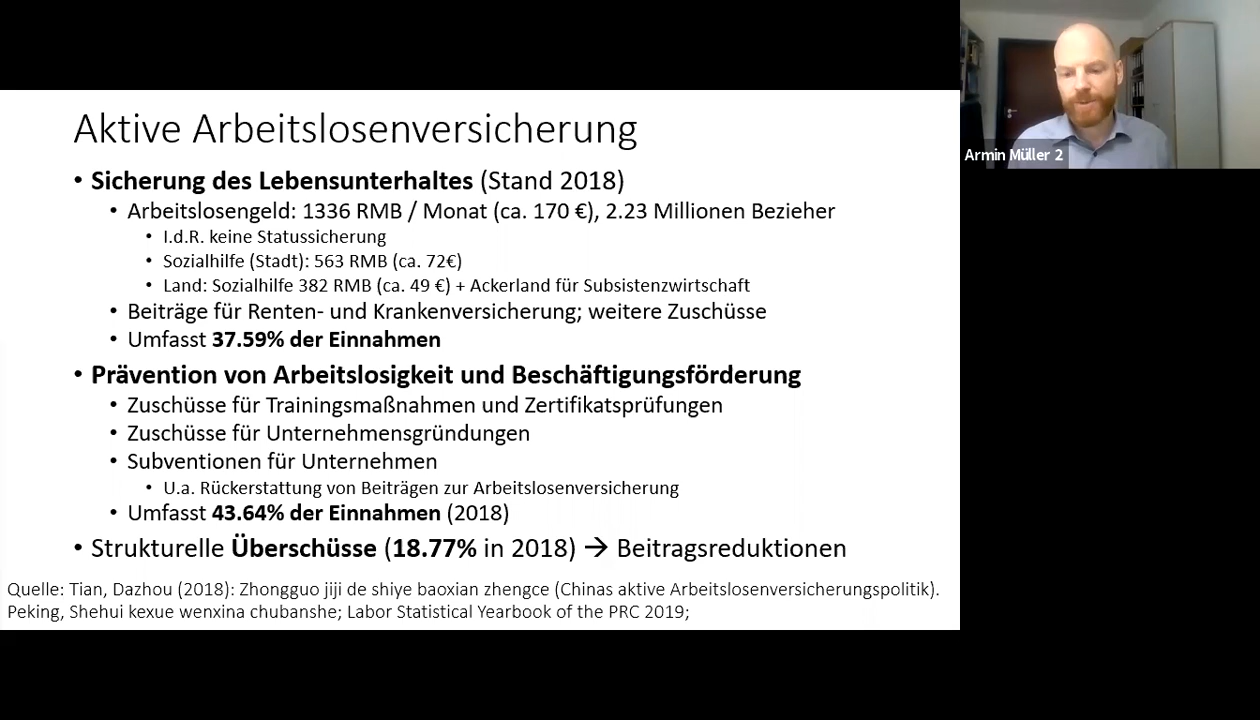 Aktive Arbeitslosenversicherung
• Sicherung des Lebensunterhaltes (Stand 2018)
• Arbeitslosengeld: 1336 RMB / Monat (ca. 170 €), 2.23 Millionen Bezieher
• I.d.R. keine Statussicherung
• Sozialhilfe (Stadt): 563 RMB (ca. 72€)
• Land: Sozialhilfe 382 RMB (ca. 49 €) + Ackerland für Subsistenzwirtschaft
• Beiträge für Renten- und Krankenversicherung; weitere Zuschüsse
• Umfasst 37.59% der Einnahmen
• Prävention von Arbeitslosigkeit und Beschäftigungsförderung
• Zuschüsse für Trainingsmaßnahmen und Zertifikatsprüfungen
• Zuschüsse für Unternehmensgründungen
• Subventionen für Unternehmen
• U.a. Rückerstattung von Beiträgen zur Arbeitslosenversicherung
• Umfasst 43.64% der Einnahmen (2018)
• Strukturelle Überschüsse (18.77% in 2018) → Beitragsreduktionen
Quelle: Tian, Dazhou (2018): Zhongguo jiji de shiye baoxian zhengce (Chinas aktive Arbeitslosenversicherungspolitik).
Peking, Shehui kexue wenxina chubanshe; Labor Statistical Yearbook of the PRC 2019;
Armin Müller 2